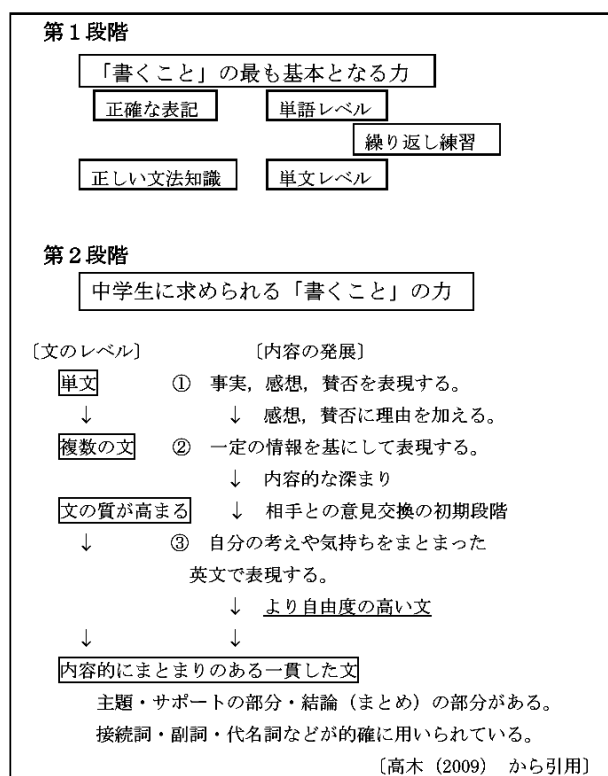 第１段階
「書くこと」の最も基本となる力
正確な表記 単語レベル
繰り返し練習
正しい文法知識 単文レベル
第２段階
中学生に求められる「書くこと」の力
〔文のレベル〕 〔内容の発展〕
単文 ① 事実，感想，賛否を表現する。
↓ ↓ 感想，賛否に理由を加える。
複数の文 ② 一定の情報を基にして表現する。
↓ 内容的な深まり
文の質が高まる ↓ 相手との意見交換の初期段階
↓ ③ 自分の考えや気持ちをまとまった
英文で表現する。
↓ より自由度の高い文
↓ ↓
内容的にまとまりのある一貫した文
主題・サポートの部分・結論（まとめ）の部分がある。
接続詞・副詞・代名詞などが的確に用いられている。
〔高木（2009） から引用〕